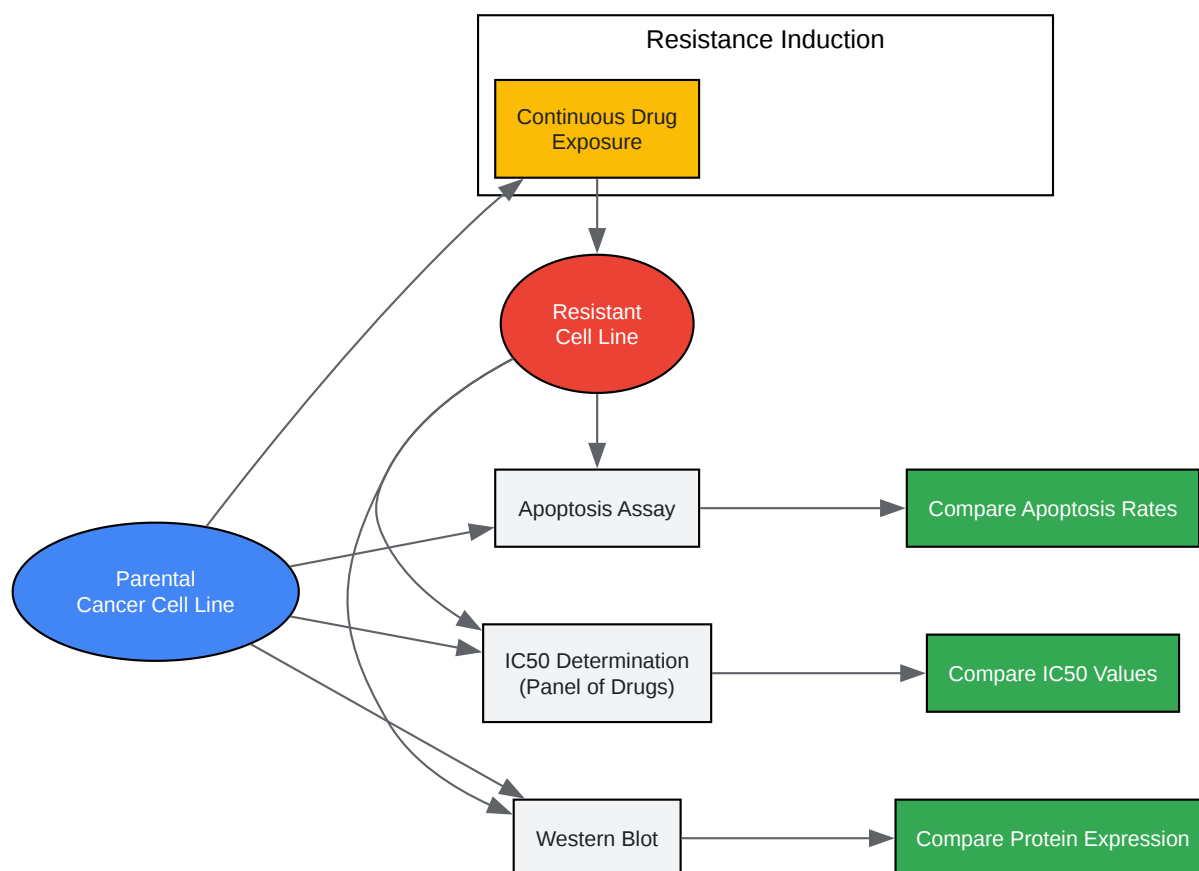 Resistance Induction
Continuous Drug
Exposure
Resistant
Cell Line
Apoptosis Assay
Compare Apoptosis Rates
Parental
Cancer Cell Line
IC50 Determination
(Panel of Drugs)
Compare IC50 Values
Western Blot
Compare Protein Expression